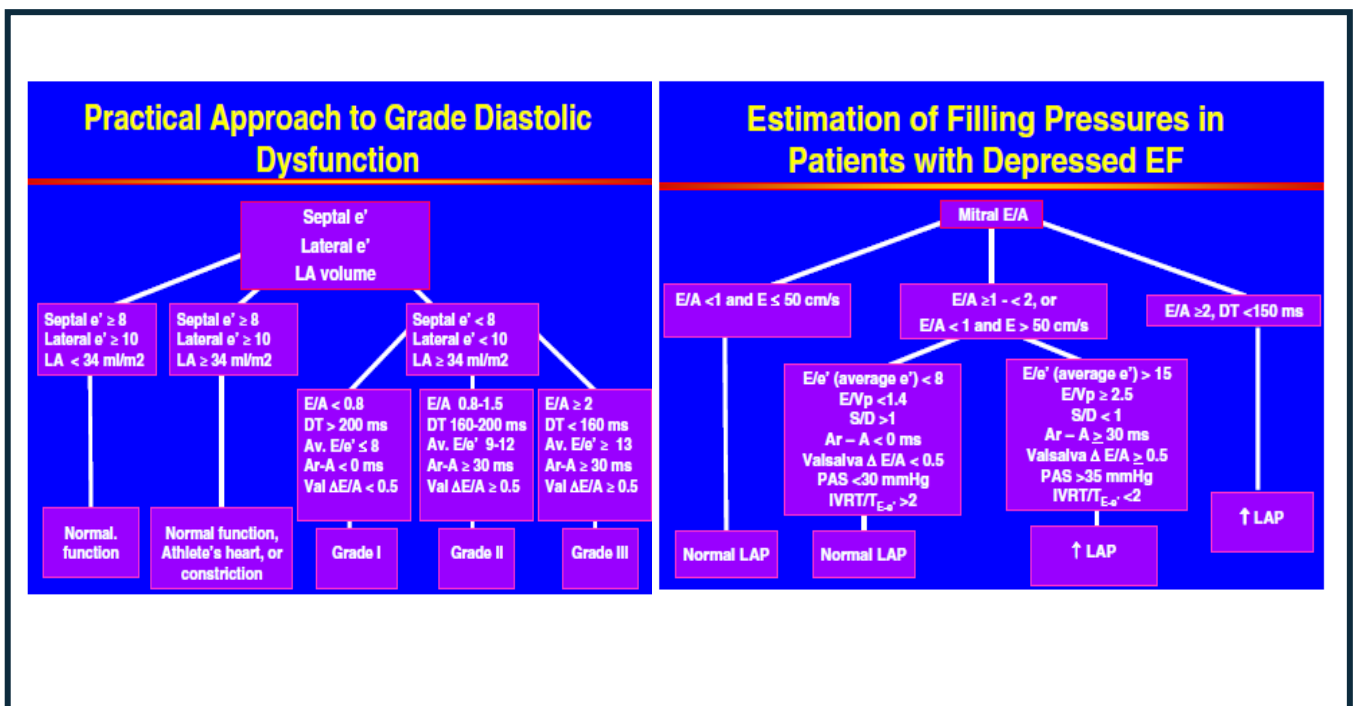 Practical Approach to Grade Diastolic
Dysfunction
Septal e'
Lateral e'
LA volume
Septal e' ≥ 8
Lateral e' ≥ 10
LA < 34 ml/m2
Septal e' ≥ 8
Lateral e' ≥ 10
LA ≥ 34 ml/m2
Septal e' < 8
Lateral e' < 10
LA ≥ 34 ml/m2
E/A < 0.8
DT > 200 ms
Av. E/e' ≤ 8
Ar-A < 0 ms
Val ΔE/A < 0.5
E/A 0.8-1.5
DT 160-200 ms
Av. E/e' 9-12
Ar-A ≥ 30 ms
Val ΔE/A ≥ 0.5
E/A ≥ 2
DT < 160 ms
Av. E/e' ≥ 13
Ar-A ≥ 30 ms
Val ΔE/A ≥ 0.5
Normal.
function
Normal function,
Athlete's heart, or
constriction
Grade I
Grade II
Grade III
Estimation of Filling Pressures in
Patients with Depressed EF
Mitral E/A
E/A <1 and E ≤ 50 cm/s
E/A ≥1 - < 2, or
E/A < 1 and E > 50 cm/s
E/A ≥2, DT <150 ms
E/e' (average e') < 8
E/Vp <1.4
S/D >1
Ar – A < 0 ms
Valsalva Δ E/A < 0.5
PAS <30 mmHg
IVRT/TE-e' >2
E/e' (average e') > 15
E/Vp ≥ 2.5
S/D < 1
Ar – A ≥ 30 ms
Valsalva Δ E/A ≥ 0.5
PAS >35 mmHg
IVRT/TE-e' <2
Normal LAP
Normal LAP
↑ LAP
↑ LAP